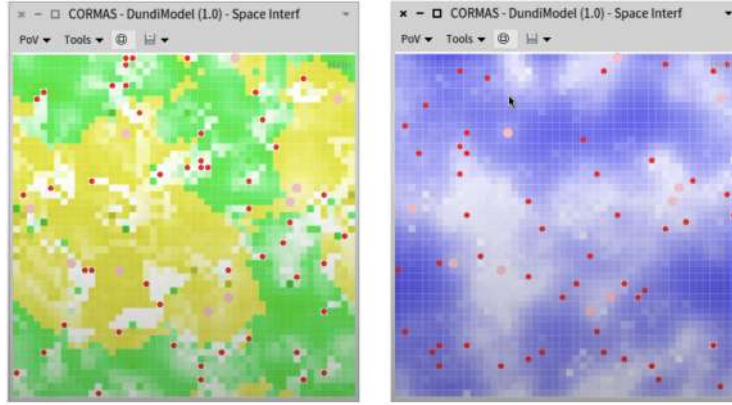 CORMAS - DundiModel (1.0) - Space Interf
PoV Tools
CORMAS - DundiModel (1.0) - Space Interf
PoV Tools